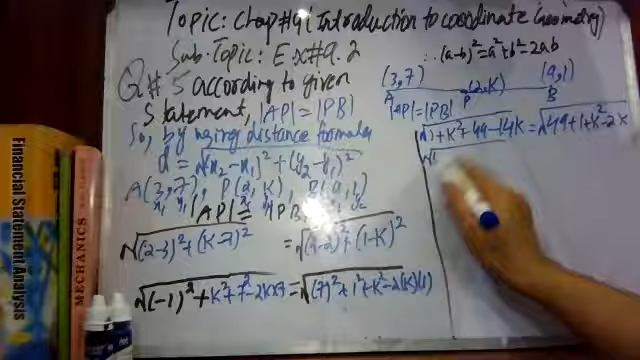 Topic: Chap#9: Introduction to coordinate Geometry
Sub-Topic: Ex#9.2
∴ (a-b)²=a²+b²-2ab
Q#5 according to given
Statement, |AP|=|PB|
So, by using distance formula
d=√(x₂-x₁)²+(y₂-y₁)²
A(3,7), P(2,K), B(9,1)
x₁ y₁
|AP|=|PB|
√(2-3)²+(K-7)² =√(9-2)²+(1-K)²
√(-1)²+K²+7²-2KX7=√(7)²+1²+K²-2(K)(1)
(3,7) (2,K) (9,1)
A P B
|AP|=|PB|
√(1)+K²+49-14K=√49+1+K²-2K
Financial Statement Analysis
MECHANICS